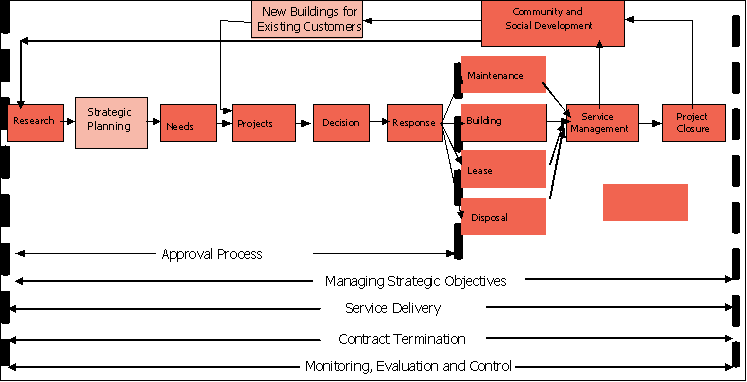 New Buildings for
Existing Customers
Community and
Social Development
Maintenance
Research
Strategic
Planning
Needs
Projects
Decision
Response
Building
Service
Management
Project
Closure
Lease
Disposal
Approval Process
Managing Strategic Objectives
Service Delivery
Contract Termination
Monitoring, Evaluation and Control